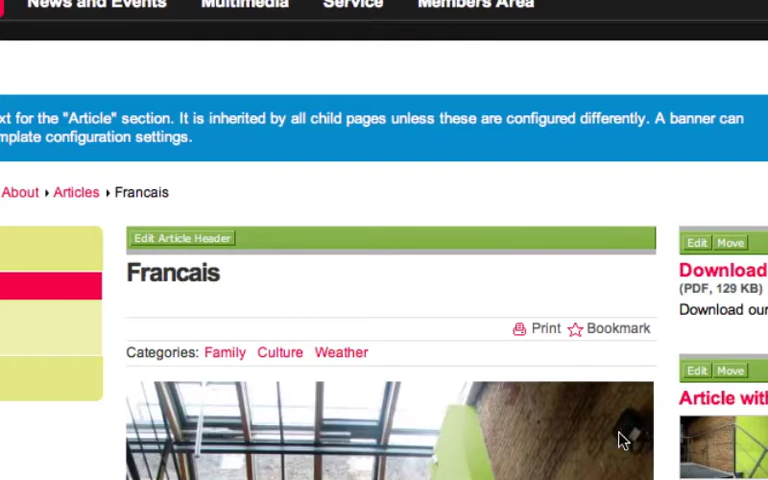 News and Events Multimedia Service Members Area
xt for the "Article" section. It is inherited by all child pages unless these are configured differently. A banner can
mplate configuration settings.
About Articles Francais
Edit Article Header
Edit Move
Francais
Download
(PDF, 129 KB)
Download our
Print Bookmark
Categories: Family Culture Weather
Edit Move
Article wit